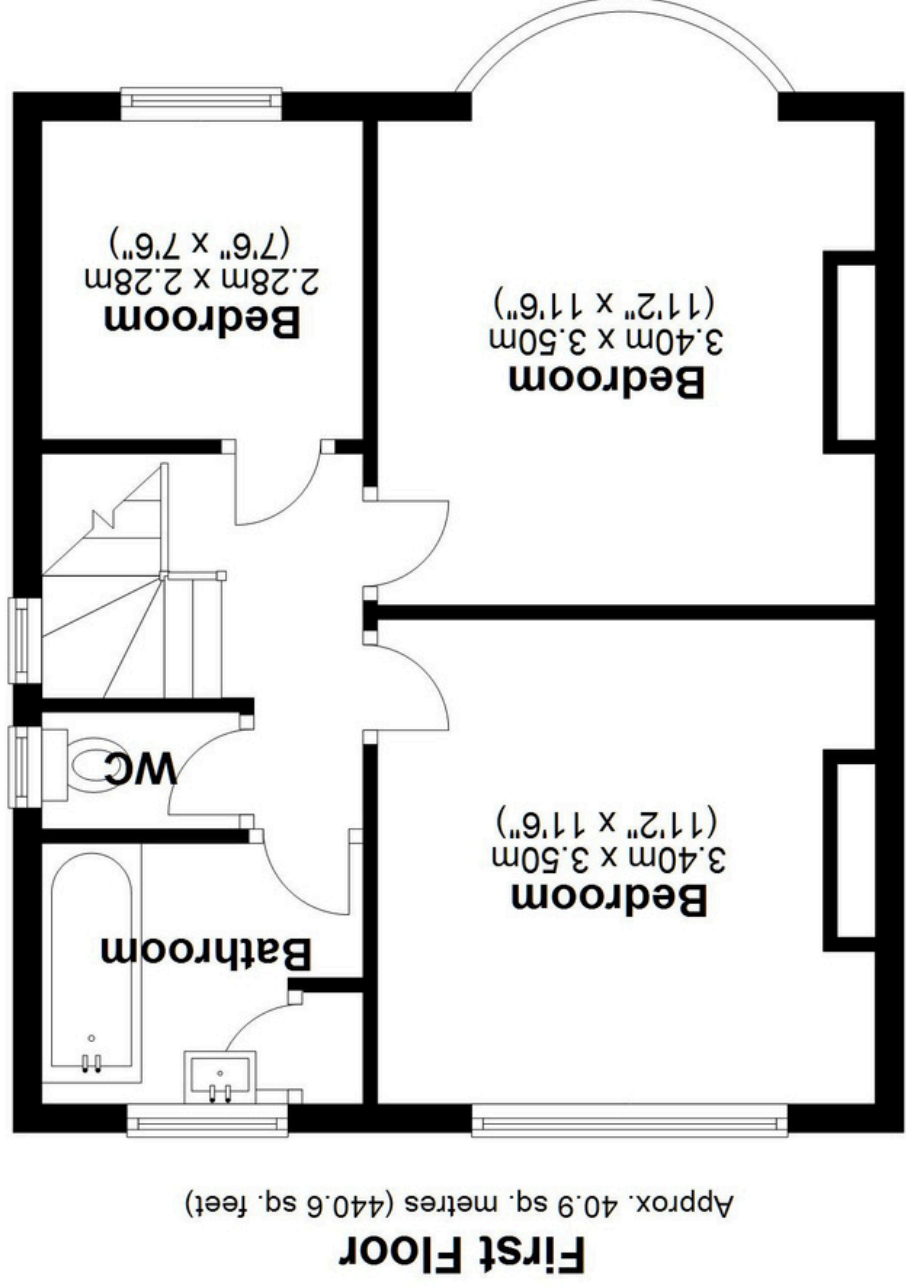 First Floor
Approx. 40.9 sq. metres (440.6 sq. feet)
Bathroom
Bedroom
3.40m x 3.50m
(11'2" x 11'6")
WC
Bedroom
3.40m x 3.50m
(11'2" x 11'6")
Bedroom
2.28m x 2.28m
(7'6" x 7'6")